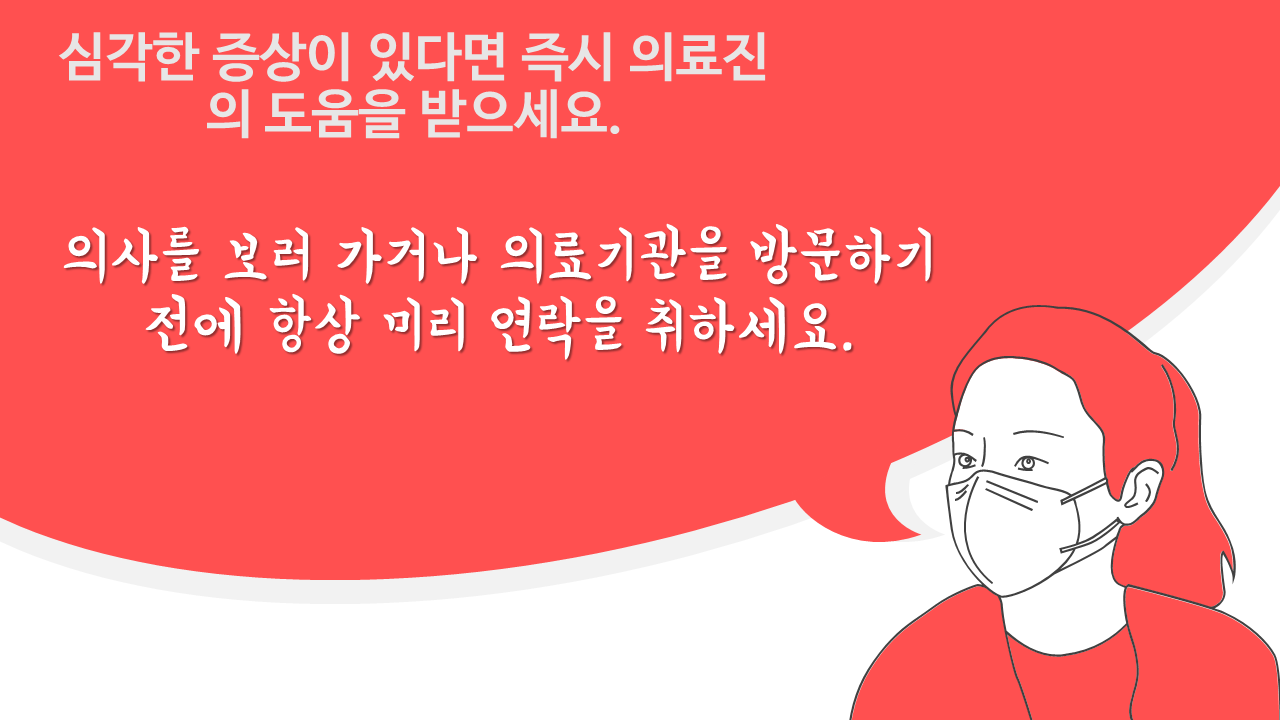 심각한 증상이 있다면 즉시 의료진
의 도움을 받으세요.
의사를 보러 가거나 의료기관을 방문하기
전에 항상 미리 연락을 취하세요.